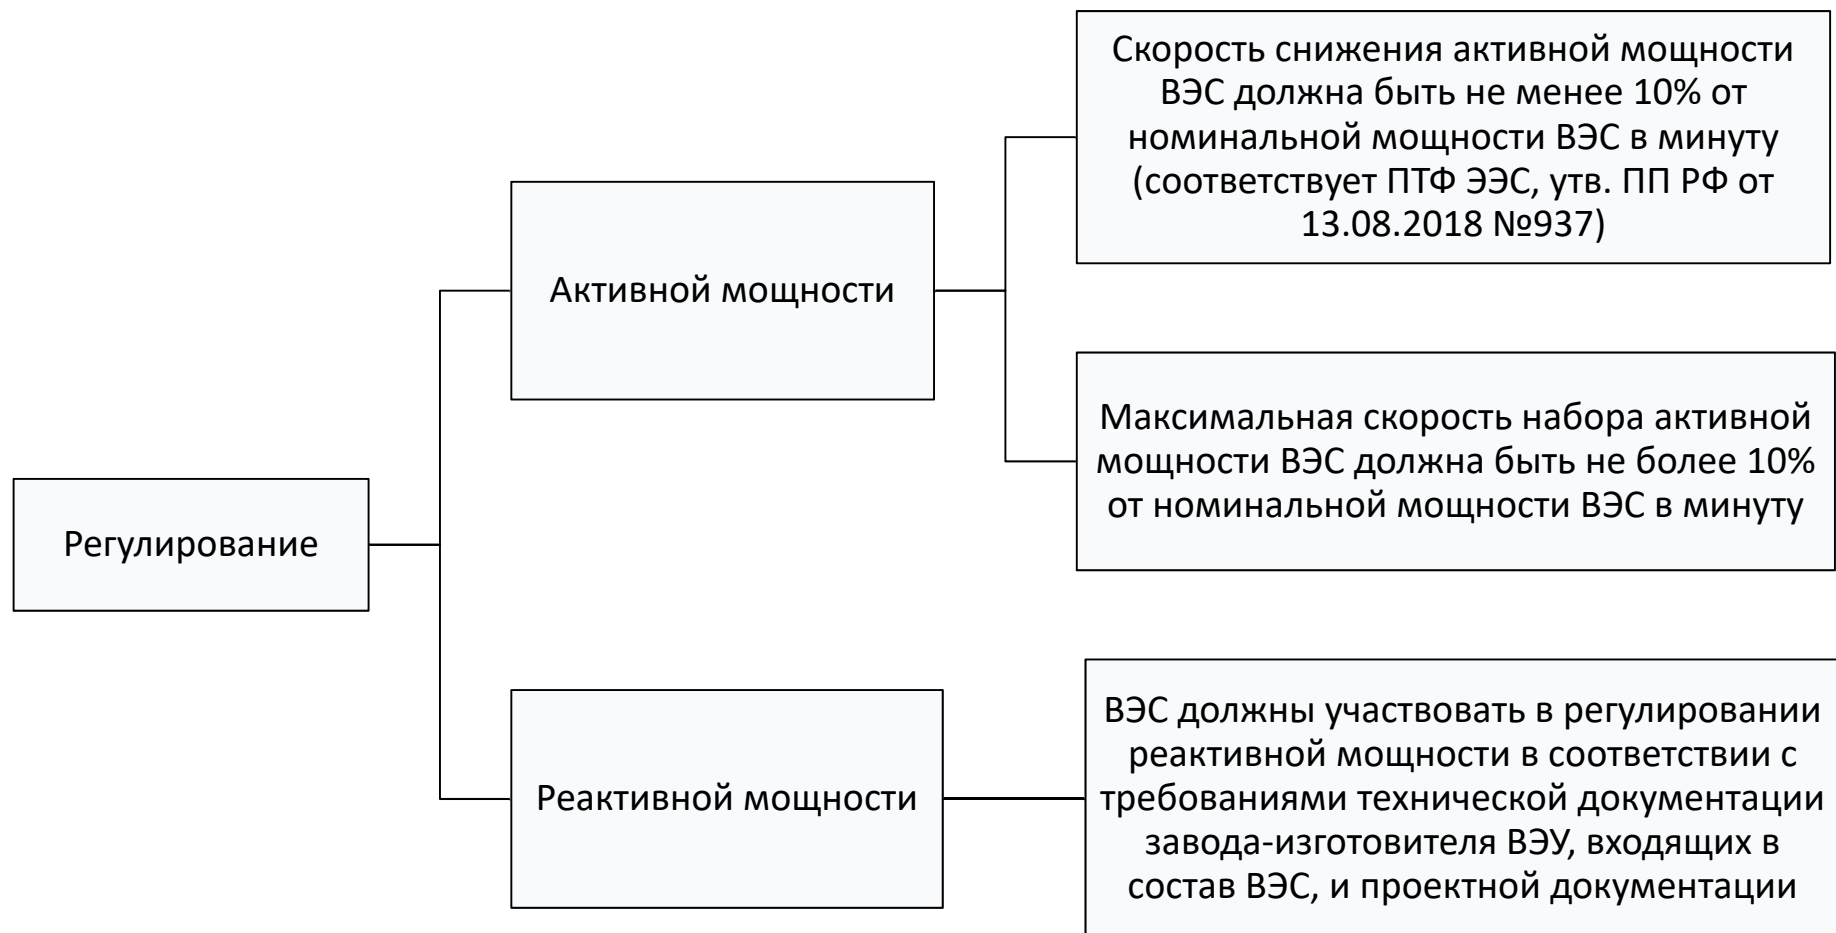 Регулирование
Активной мощности
Скорость снижения активной мощности
ВЭС должна быть не менее 10% от
номинальной мощности ВЭС в минуту
(соответствует ПТФ ЭЭС, утв. ПП РФ от
13.08.2018 №937)
Максимальная скорость набора активной
мощности ВЭС должна быть не более 10%
от номинальной мощности ВЭС в минуту
Реактивной мощности
ВЭС должны участвовать в регулировании
реактивной мощности в соответствии с
требованиями технической документации
завода-изготовителя ВЭУ, входящих в
состав ВЭС, и проектной документации